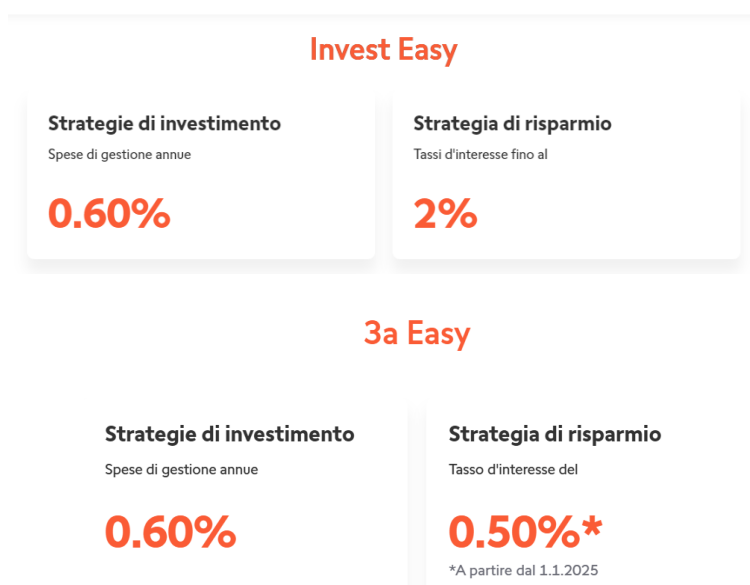 Invest Easy
Strategie di investimento
Spese di gestione annue
0.60%
Strategia di risparmio
Tassi d'interesse fino al
2%
3a Easy
Strategie di investimento
Spese di gestione annue
0.60%
Strategia di risparmio
Tasso d'interesse del
0.50%*
*A partire dal 1.1.2025